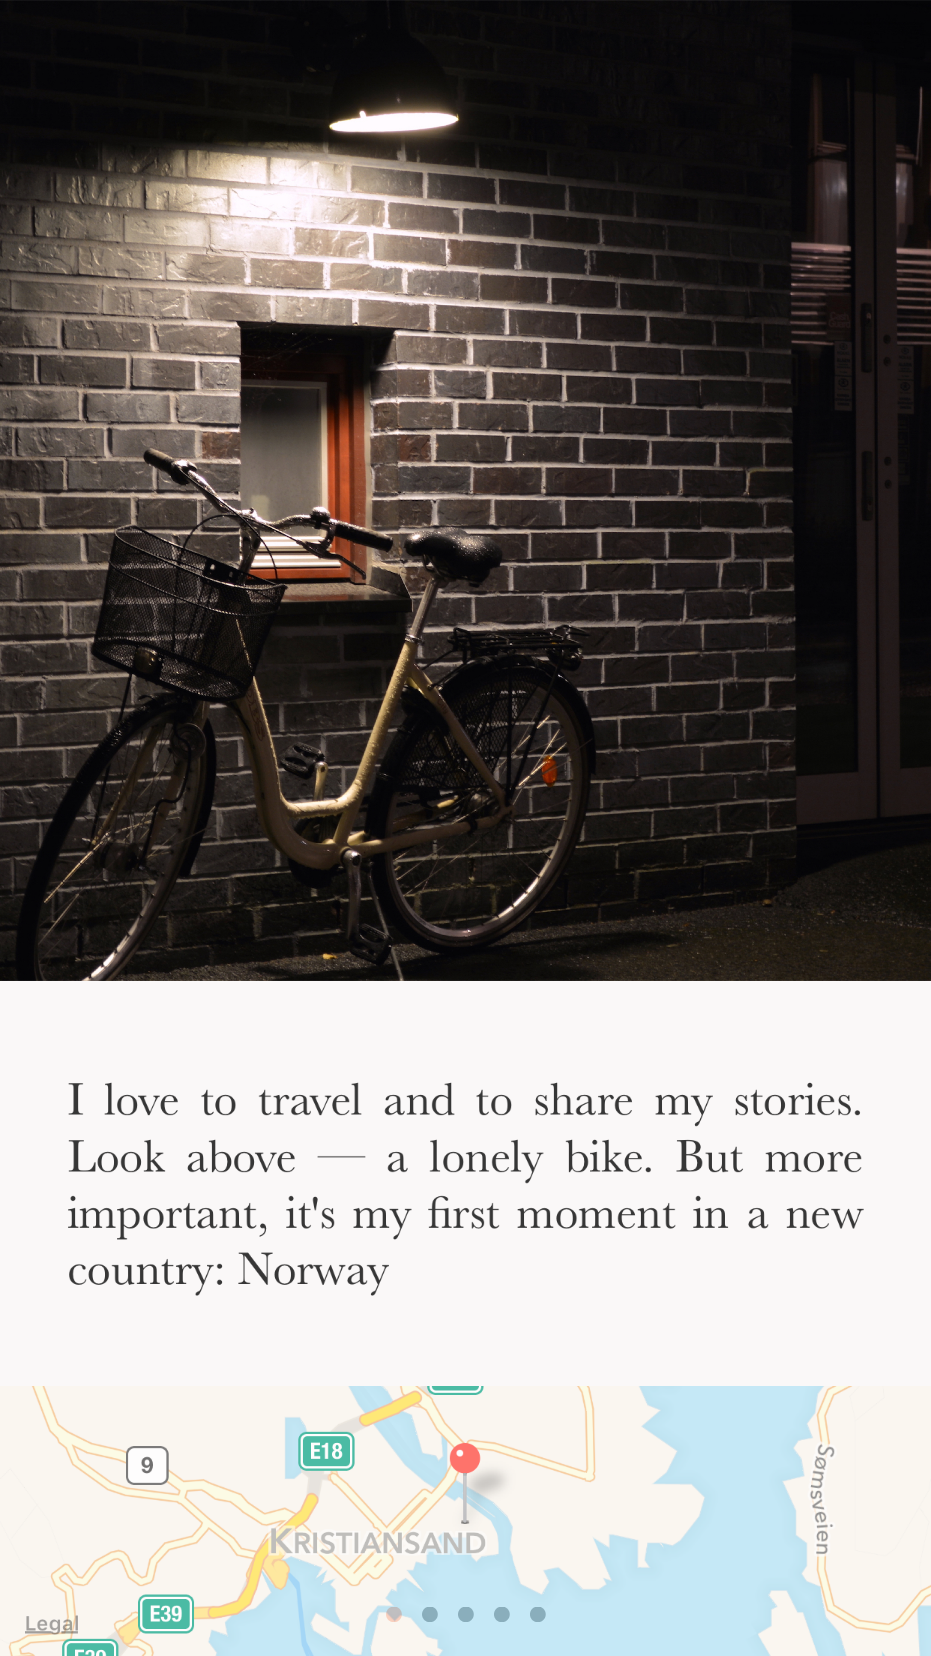 I love to travel and to share my stories.
Look above — a lonely bike. But more
important, it's my first moment in a new
country: Norway
E18
9
Sømsveien
KRISTIANSAND
E39
Legal